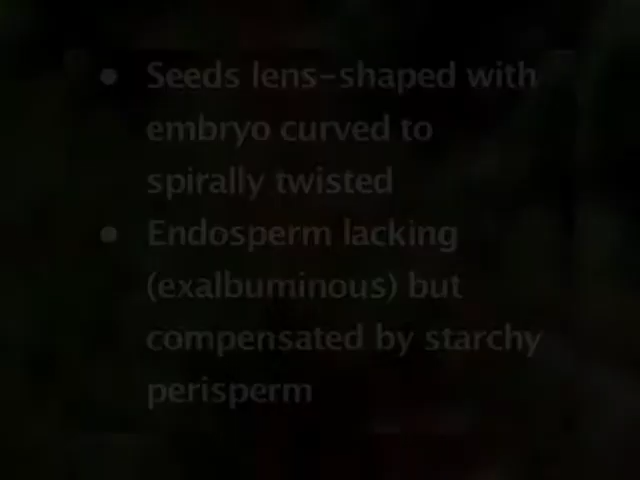 • Seeds lens-shaped with
embryo curved to
spirally twisted
• Endosperm lacking
(exalbuminous) but
compensated by starchy
perisperm